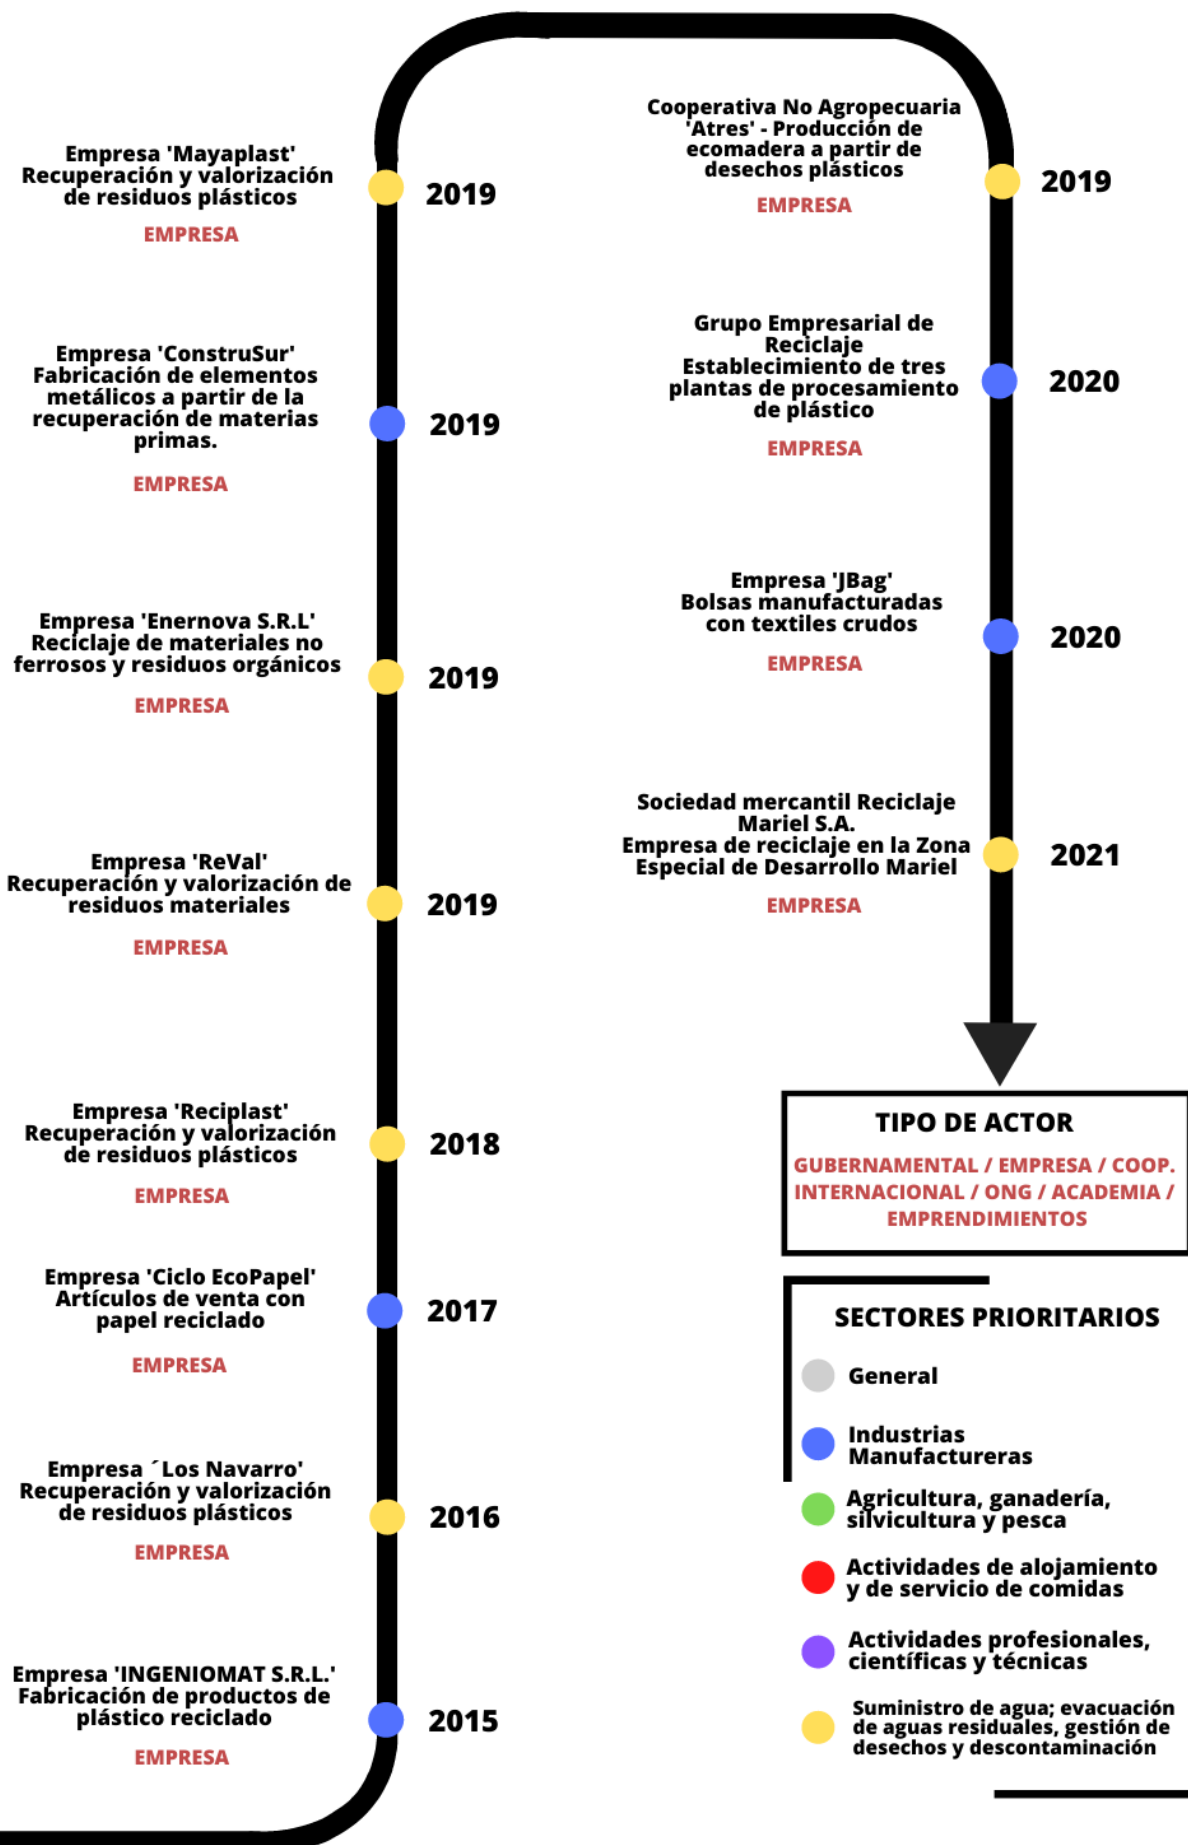 Empresa 'Mayaplast'
Recuperación y valorización
de residuos plásticos
EMPRESA
2019
Empresa 'ConstruSur'
Fabricación de elementos
metálicos a partir de la
recuperación de materias
primas.
EMPRESA
2019
Empresa 'Enernova S.R.L'
Reciclaje de materiales no
ferrosos y residuos orgánicos
EMPRESA
2019
Empresa 'ReVal'
Recuperación y valorización de
residuos materiales
EMPRESA
2019
Empresa 'Reciplast'
Recuperación y valorización
de residuos plásticos
EMPRESA
2018
Empresa 'Ciclo EcoPapel'
Artículos de venta con
papel reciclado
EMPRESA
2017
Empresa ´Los Navarro'
Recuperación y valorización
de residuos plásticos
EMPRESA
2016
Empresa 'INGENIOMAT S.R.L.'
Fabricación de productos de
plástico reciclado
EMPRESA
2015
Cooperativa No Agropecuaria
'Atres' - Producción de
ecomadera a partir de
desechos plásticos
EMPRESA
2019
Grupo Empresarial de
Reciclaje
Establecimiento de tres
plantas de procesamiento
de plástico
EMPRESA
2020
Empresa 'JBag'
Bolsas manufacturadas
con textiles crudos
EMPRESA
2020
Sociedad mercantil Reciclaje
Mariel S.A.
Empresa de reciclaje en la Zona
Especial de Desarrollo Mariel
EMPRESA
2021
TIPO DE ACTOR
GUBERNAMENTAL / EMPRESA / COOP.
INTERNACIONAL / ONG / ACADEMIA /
EMPRENDIMIENTOS
SECTORES PRIORITARIOS
General
Industrias
Manufactureras
Agricultura, ganadería,
silvicultura y pesca
Actividades de alojamiento
y de servicio de comidas
Actividades profesionales,
científicas y técnicas
Suministro de agua; evacuación
de aguas residuales, gestión de
desechos y descontaminación